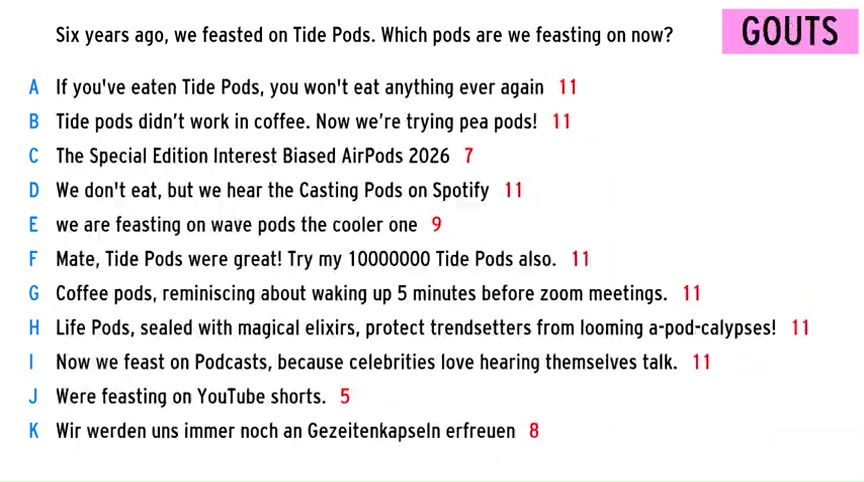 Six years ago, we feasted on Tide Pods. Which pods are we feasting on now?
GOUTS
A If you've eaten Tide Pods, you won't eat anything ever again 11
B Tide pods didn’t work in coffee. Now we’re trying pea pods! 11
C The Special Edition Interest Biased AirPods 2026 7
D We don't eat, but we hear the Casting Pods on Spotify 11
E we are feasting on wave pods the cooler one 9
F Mate, Tide Pods were great! Try my 10000000 Tide Pods also. 11
G Coffee pods, reminiscing about waking up 5 minutes before zoom meetings. 11
H Life Pods, sealed with magical elixirs, protect trendsetters from looming a-pod-calypses! 11
I Now we feast on Podcasts, because celebrities love hearing themselves talk. 11
J Were feasting on YouTube shorts. 5
K Wir werden uns immer noch an Gezeitenkapseln erfreuen 8